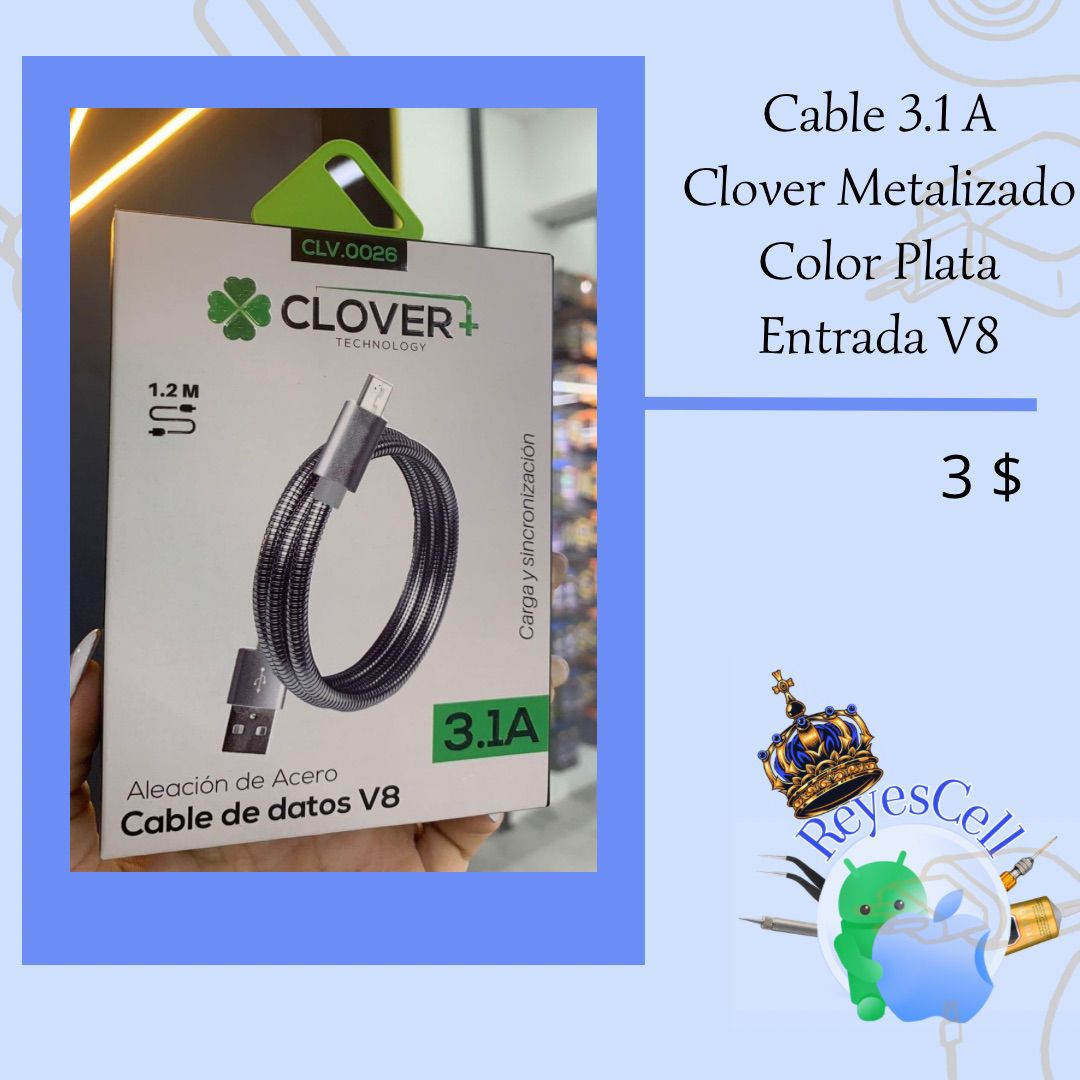 Cable 3.1 A
Clover Metalizado
Color Plata
Entrada V8
3 $
CLV.0026
CLOVER
TECHNOLOGY
1.2 M
Carga y sincronización
3.1A
Aleación de Acero
Cable de datos V8
ReyesCell